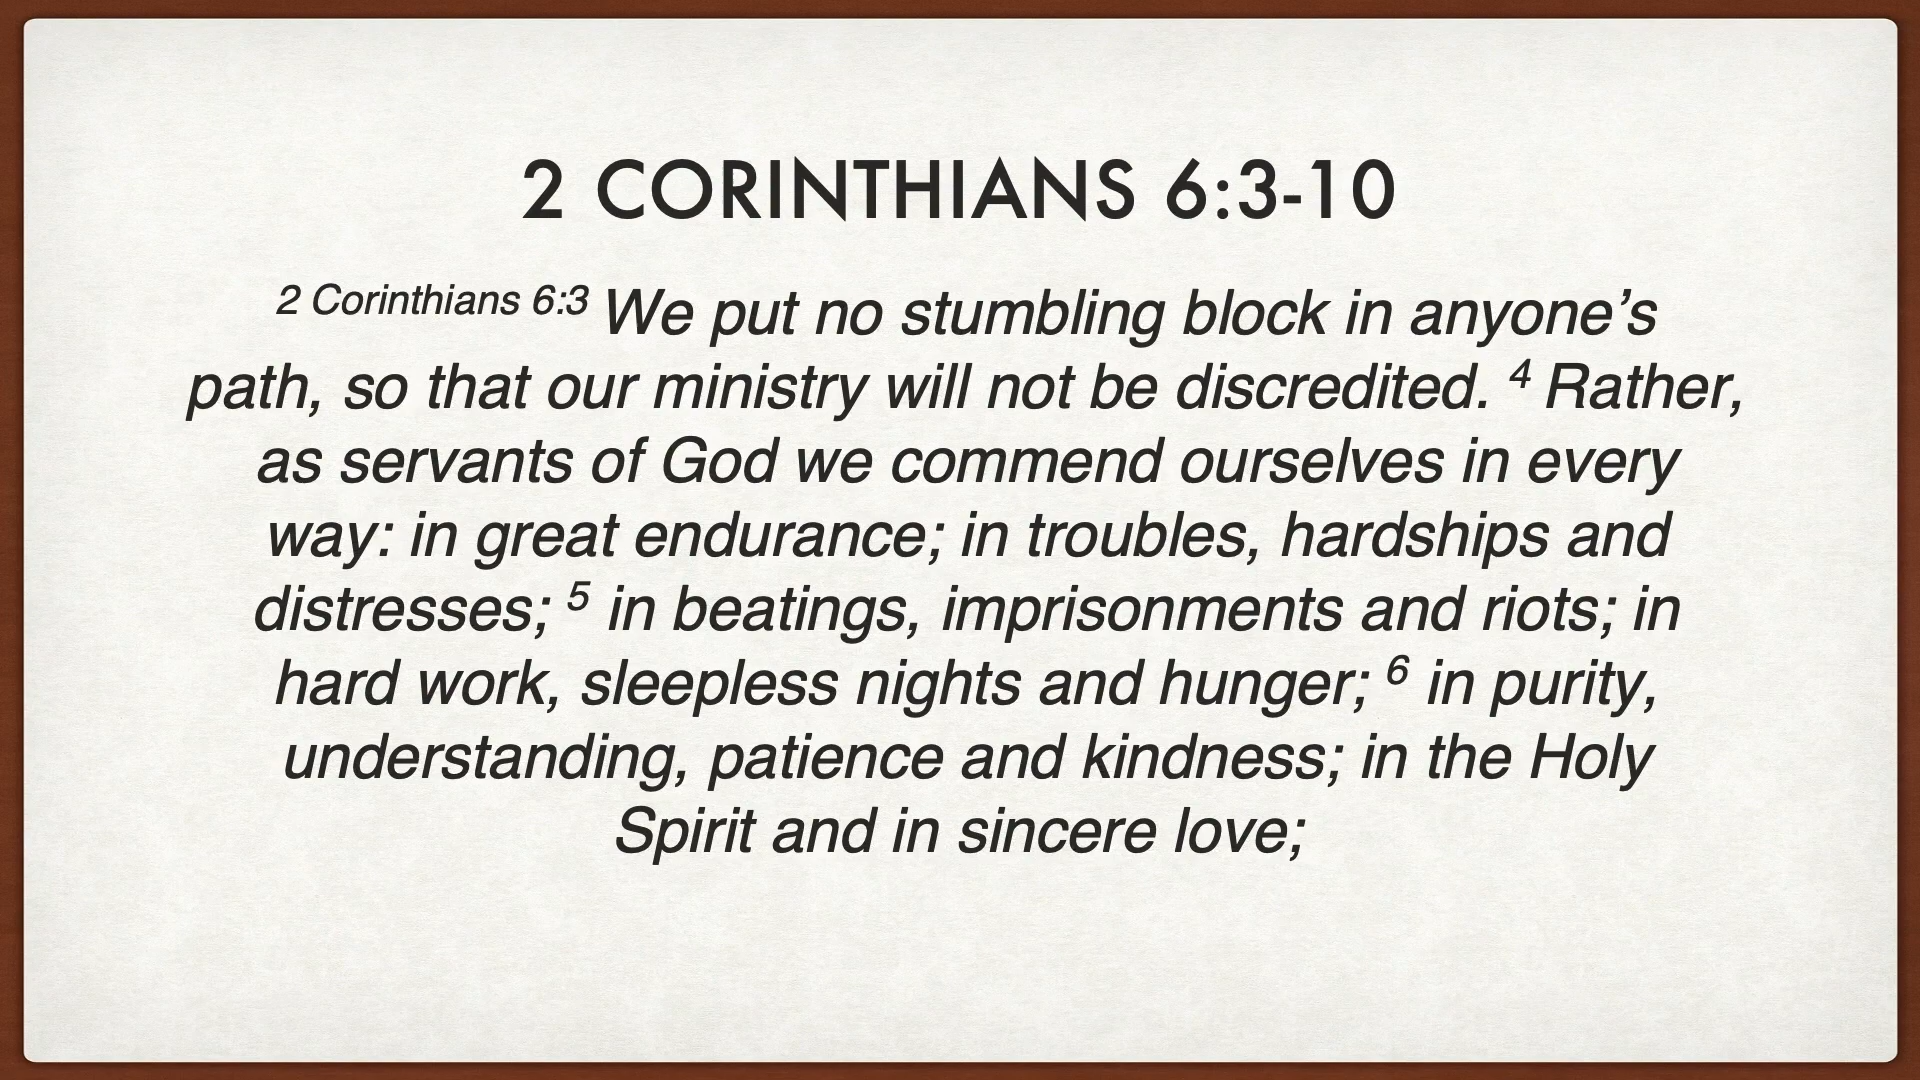 2 CORINTHIANS 6:3-10
2 Corinthians 6:3 We put no stumbling block in anyone’s
path, so that our ministry will not be discredited. 4 Rather,
as servants of God we commend ourselves in every
way: in great endurance; in troubles, hardships and
distresses; 5 in beatings, imprisonments and riots; in
hard work, sleepless nights and hunger; 6 in purity,
understanding, patience and kindness; in the Holy
Spirit and in sincere love;